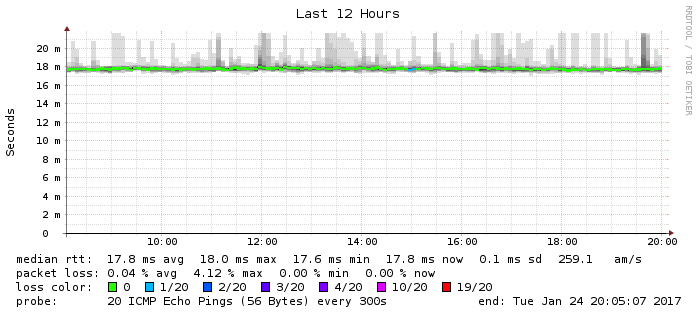 Last 12 Hours
RRDTOOL / TOBI OETIKER
Seconds
20 m
18 m
16 m
14 m
12 m
10 m
8 m
6 m
4 m
2 m
0
10:00 12:00 14:00 16:00 18:00 20:00
median rtt: 17.8 ms avg 18.0 ms max 17.6 ms min 17.8 ms now 0.1 ms sd 259.1 am/s
packet loss: 0.04 % avg 4.12 % max 0.00 % min 0.00 % now
loss color: 0 1/20 2/20 3/20 4/20 10/20 19/20
probe: 20 ICMP Echo Pings (56 Bytes) every 300s end: Tue Jan 24 20:05:07 2017